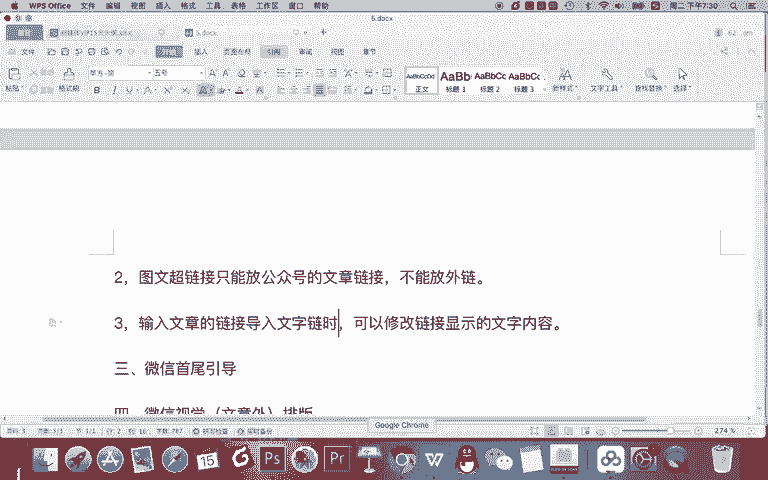 WPS Office 文件 编辑 视图 插入 格式 工具 表格 工作区 窗口 帮助
周二下午7:30
5.docx
5.docx
文件 插入 页面布局 引用 审阅 视图 章节
粘贴 格式刷 五号
AaBbCcDd AaBb AaBbCc AaBbCc
正文 标题 1 标题 2 标题 3 新样式 文字工具 查找替换 选择
2，图文超链接只能放公众号的文章链接，不能放外链。
3，输入文章的链接导入文字链时，可以修改链接显示的文字内容。
三、微信首尾引导
四、微信视觉（文章外）排版
Google Chrome
274 %
15
Ps
Pr